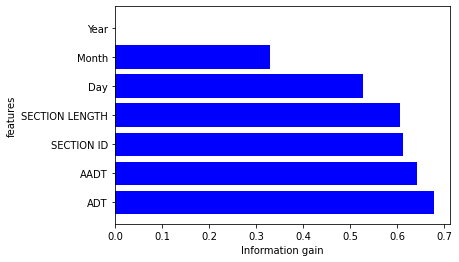 Year
Month
Day
SECTION LENGTH
SECTION ID
AADT
ADT
features
0.0 0.1 0.2 0.3 0.4 0.5 0.6 0.7
Information gain